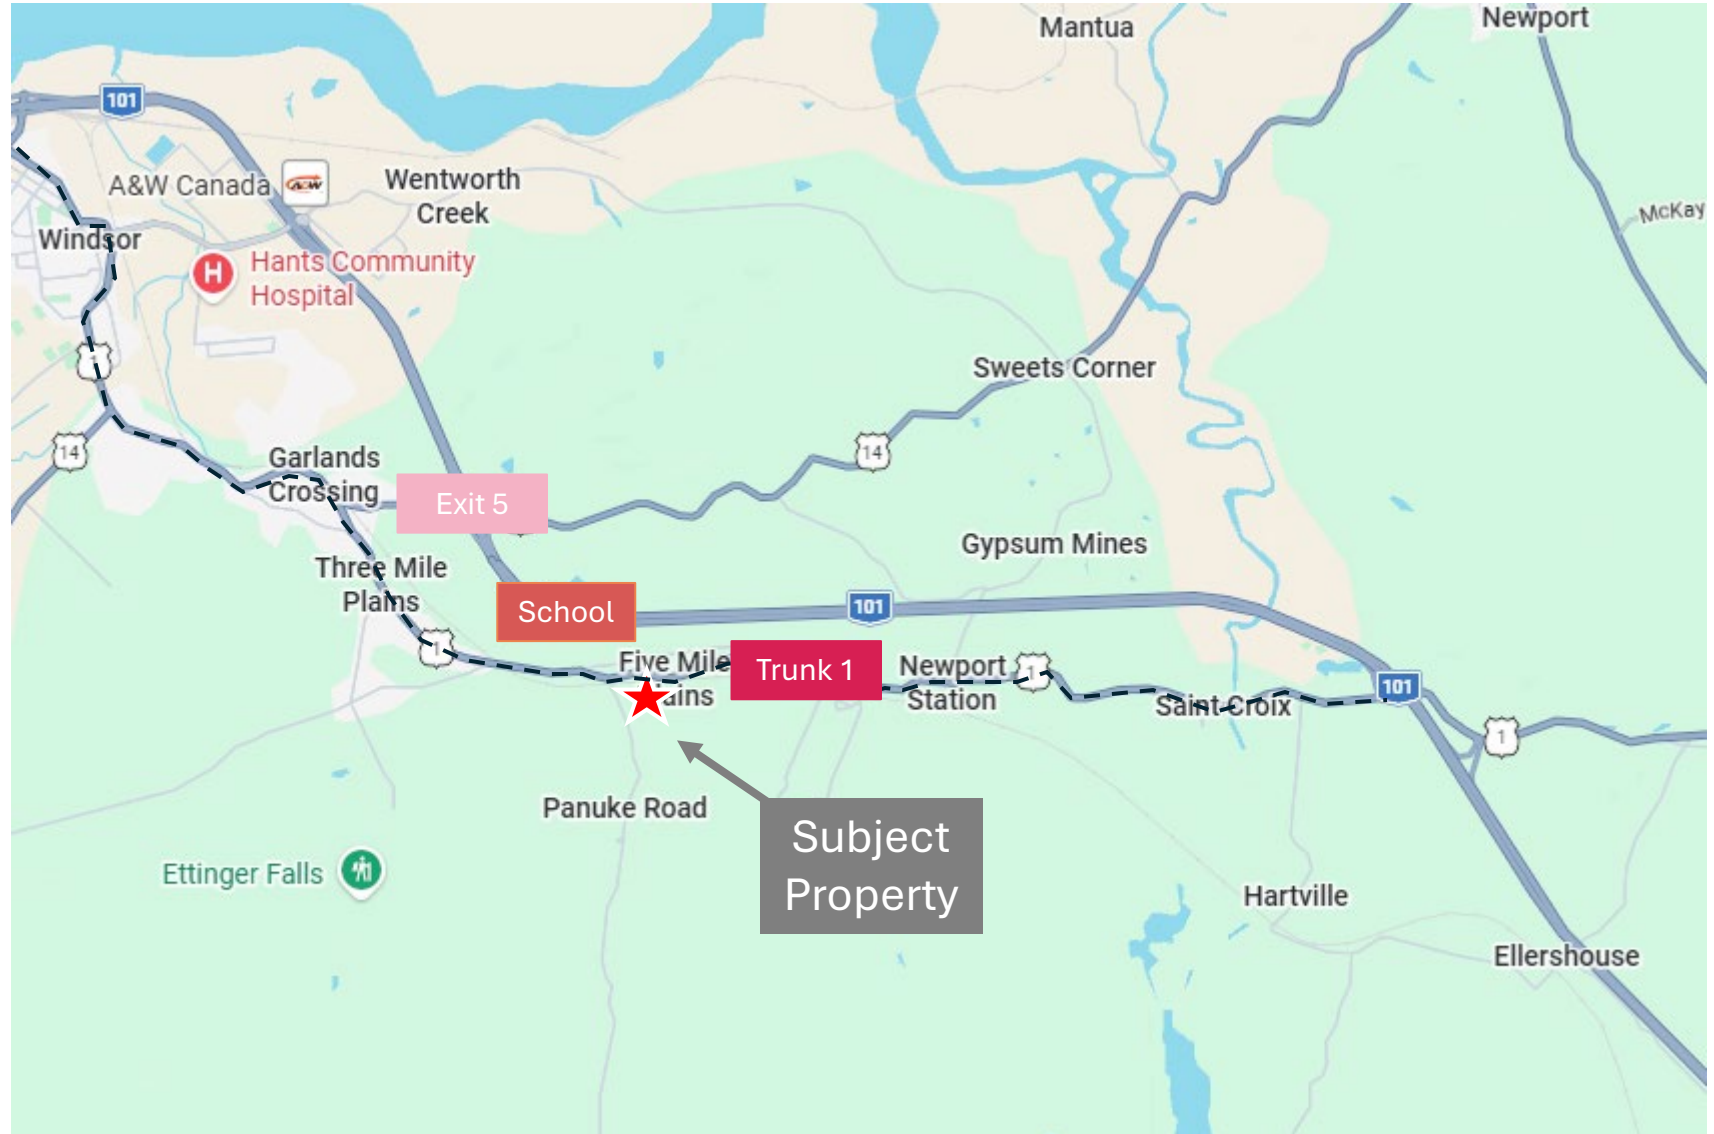 Mantua
Newport
101
A&W Canada
A&W
Wentworth
Creek
McKay
Windsor
H
Hants Community
Hospital
1
Sweets Corner
14
14
Garlands
Crossing
Exit 5
Gypsum Mines
Three Mile
Plains
School
101
1
Five Mile
ains
Trunk 1
Newport
Station
1
101
Saint Croix
1
Panuke Road
Subject
Property
Ettinger Falls
Hartville
Ellershouse